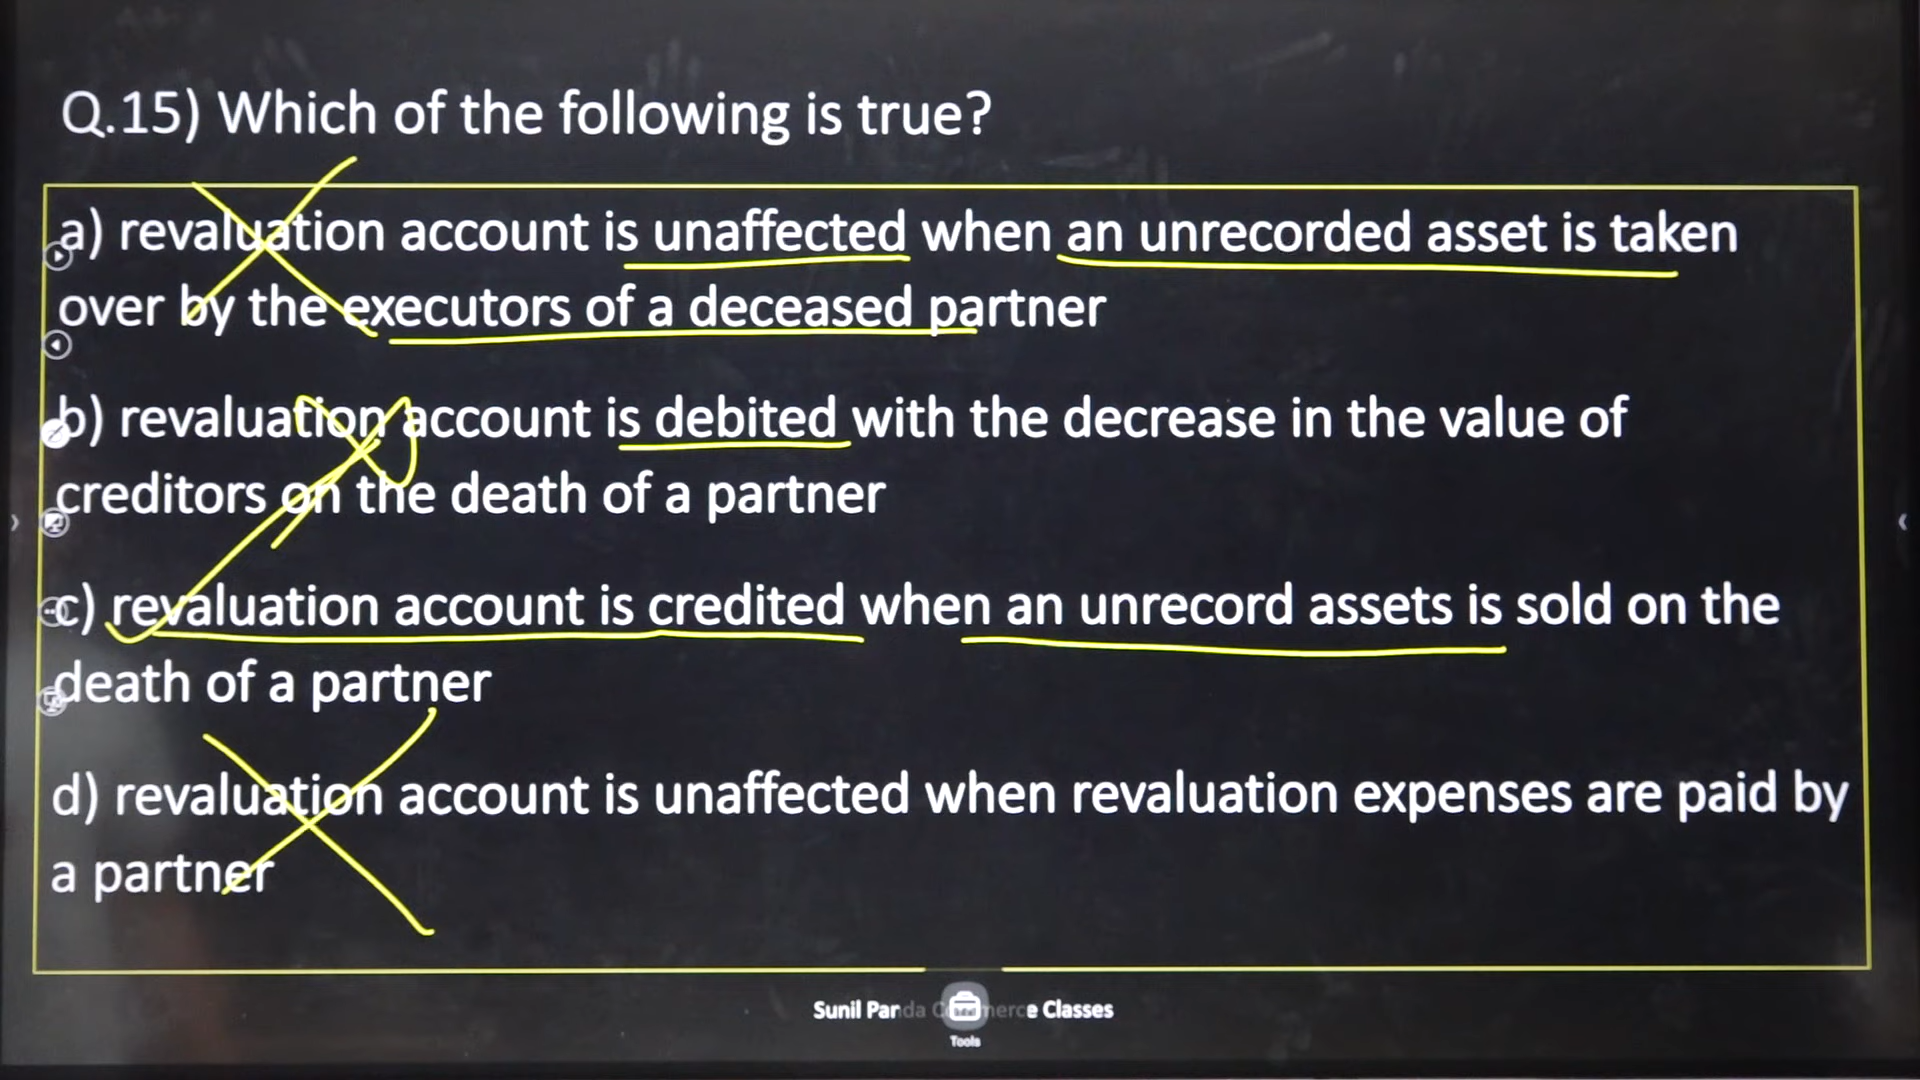 Q.15) Which of the following is true?
a) revaluation account is unaffected when an unrecorded asset is taken
over by the executors of a deceased partner
b) revaluation account is debited with the decrease in the value of
creditors on the death of a partner
c) revaluation account is credited when an unrecord assets is sold on the
death of a partner
d) revaluation account is unaffected when revaluation expenses are paid by
a partner
Sunil Panda Commerce Classes
Tools